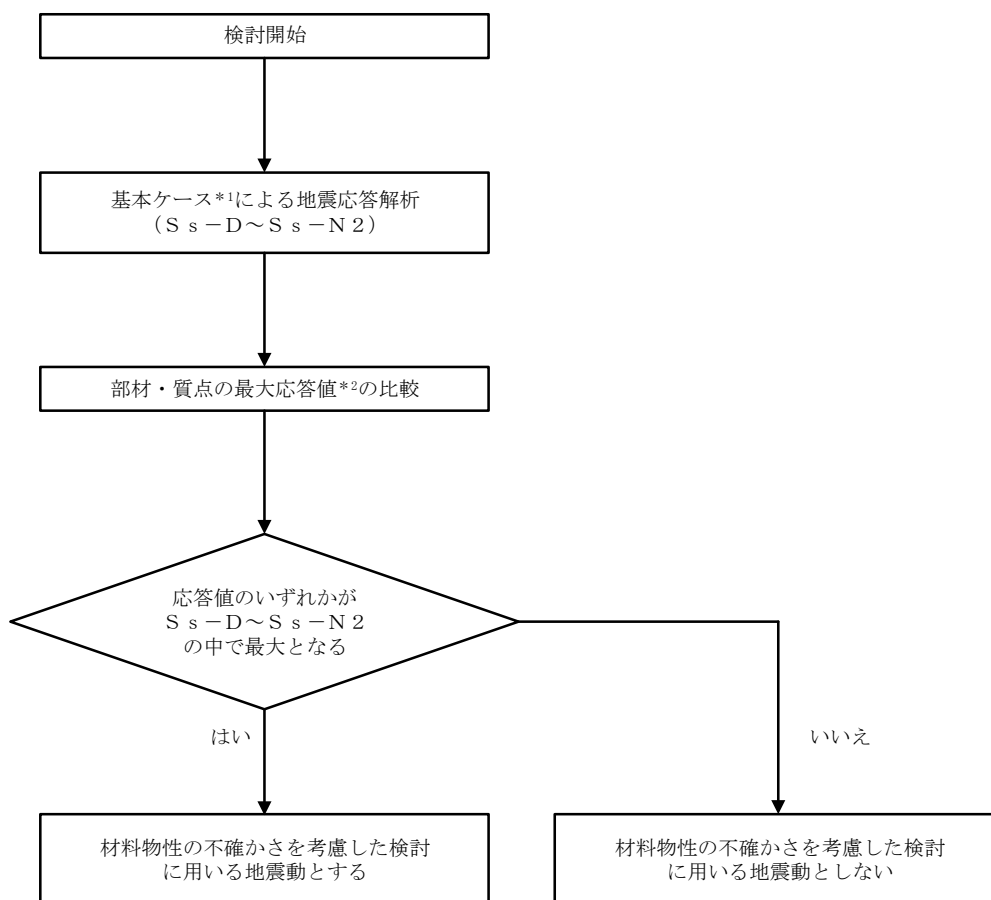 検討開始
基本ケース*1による地震応答解析
(Ss-D~Ss-N2)
部材・質点の最大応答値*2の比較
応答値のいずれかが
Ss-D~Ss-N2
の中で最大となる
はい
いいえ
材料物性の不確かさを考慮した検討
に用いる地震動とする
材料物性の不確かさを考慮した検討
に用いる地震動としない